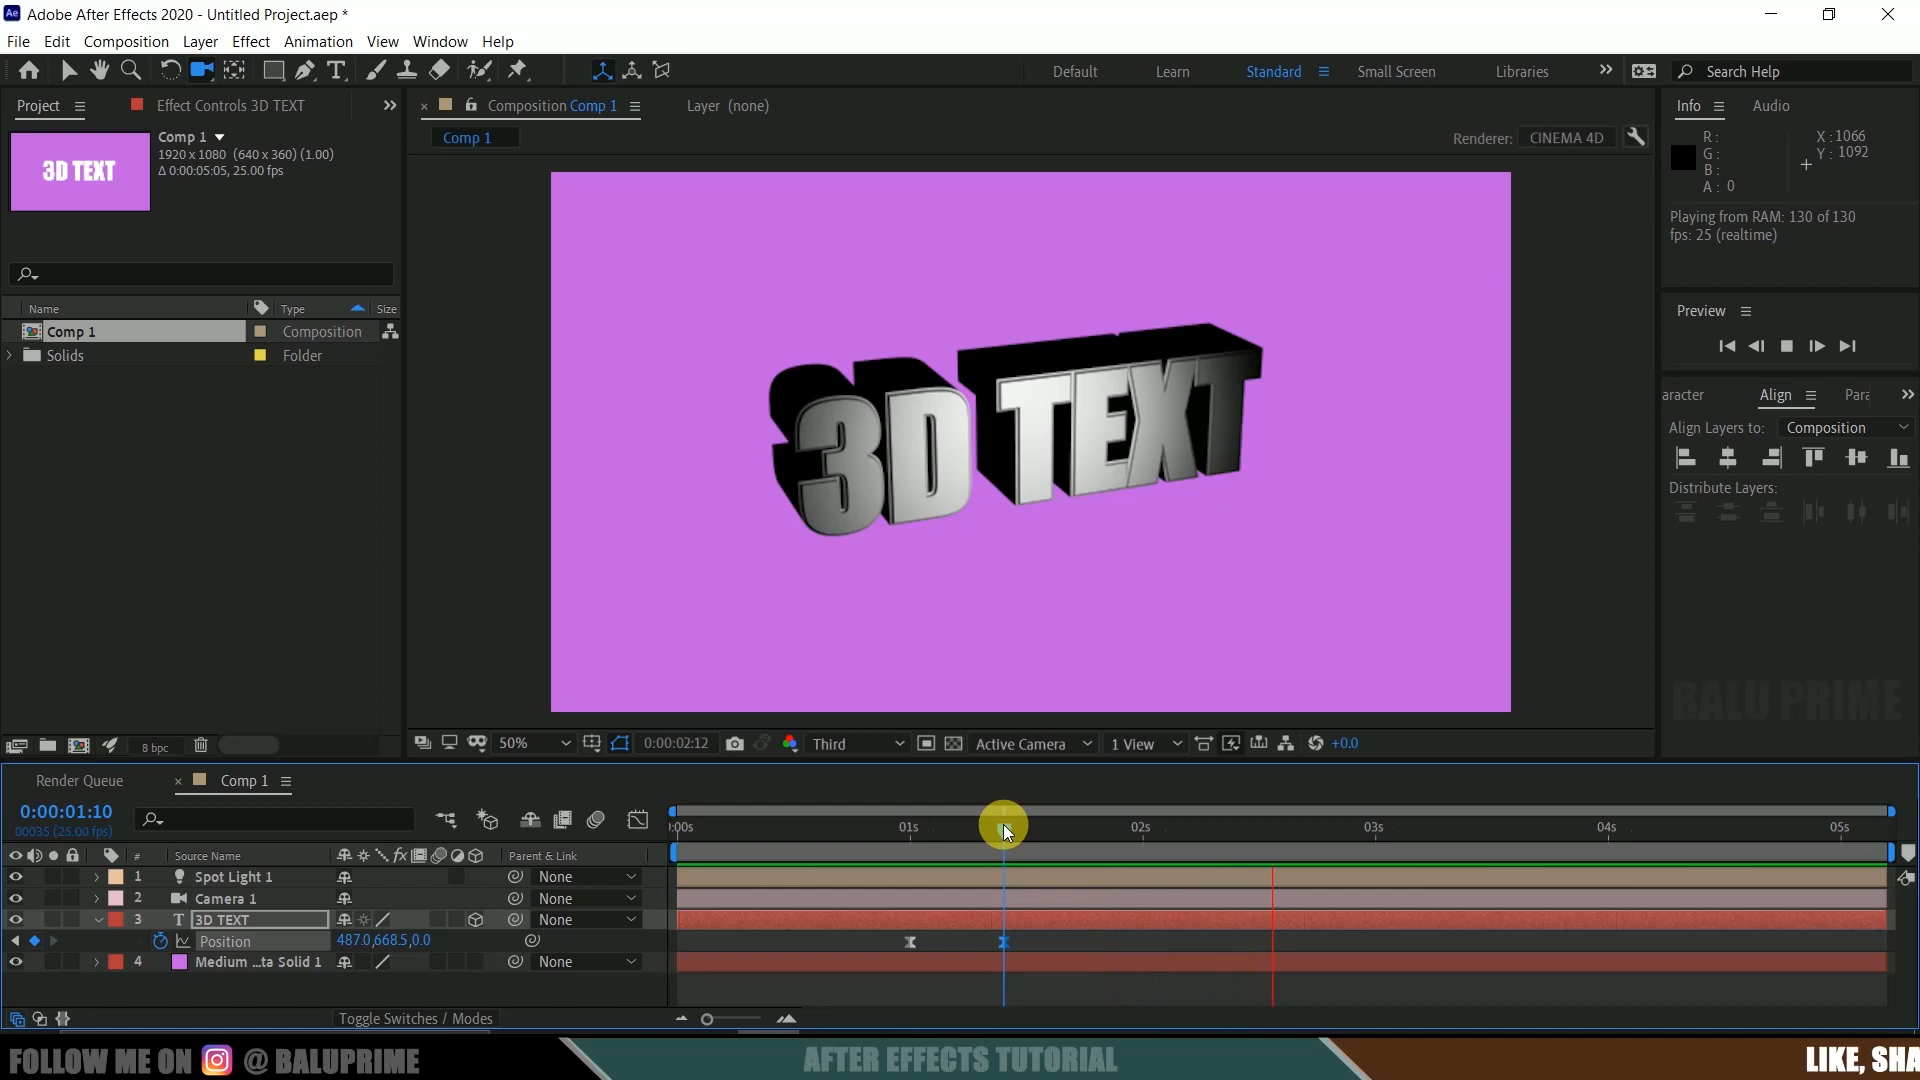 Ae Adobe After Effects 2020 - Untitled Project.aep *
File Edit Composition Layer Effect Animation View Window Help
Default Learn Standard Small Screen Libraries Search Help
Project Effect Controls 3D TEXT
Composition Comp 1 Layer (none)
Info Audio
3D TEXT
Comp 1
1920 x 1080 (640 x 360) (1.00)
Δ 0:00:05:05, 25.00 fps
Comp 1
Renderer: CINEMA 4D
R :
G :
B :
A : 0
X : 1066
Y : 1092
Playing from RAM: 130 of 130
fps: 25 (realtime)
Name Type Size
Comp 1 Composition
Solids Folder
Preview
3D TEXT
aracter Align Para
Align Layers to: Composition
Distribute Layers:
BALU PRIME
8 bpc
50% 0:00:02:12 Third Active Camera 1 View +0.0
Render Queue Comp 1
0:00:01:10
00035 (25.00 fps)
:00s 01s 02s 03s 04s 05s
# Source Name fx Parent & Link
1 Spot Light 1 None
2 Camera 1 None
3 T 3D TEXT None
Position 487.0,668.5,0.0
4 Medium ...ta Solid 1 None
Toggle Switches / Modes
FOLLOW ME ON @ BALUPRIME AFTER EFFECTS TUTORIAL LIKE, SHA